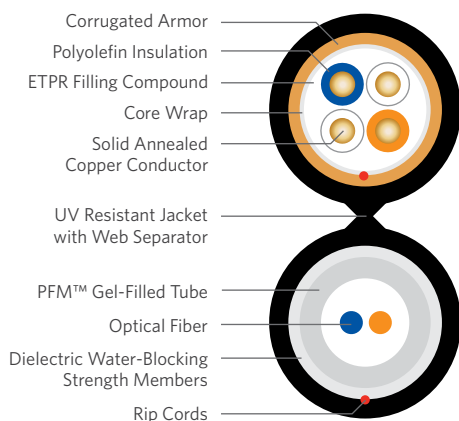 Corrugated Armor
Polyolefin Insulation
ETPR Filling Compound
Core Wrap
Solid Annealed
Copper Conductor
UV Resistant Jacket
with Web Separator
PFM™ Gel-Filled Tube
Optical Fiber
Dielectric Water-Blocking
Strength Members
Rip Cords